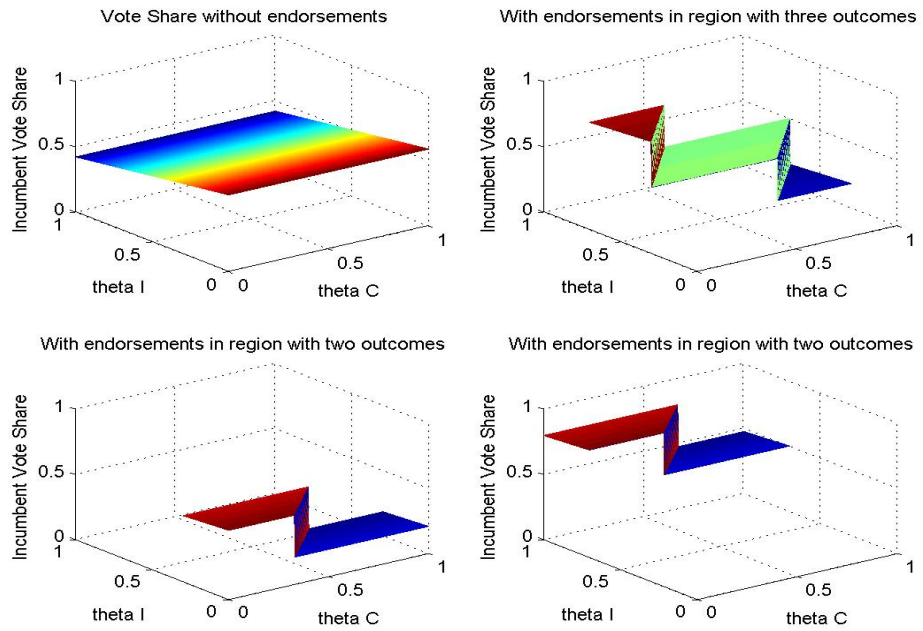 Vote Share without endorsements
Incumbent Vote Share
1
0.5
0
1
0.5
0
theta I
0
0.5
1
theta C
With endorsements in region with three outcomes
Incumbent Vote Share
1
0.5
0
1
0.5
0
theta I
0
0.5
1
theta C
With endorsements in region with two outcomes
Incumbent Vote Share
1
0.5
0
1
0.5
0
theta I
0
0.5
1
theta C
With endorsements in region with two outcomes
Incumbent Vote Share
1
0.5
0
1
0.5
0
theta I
0
0.5
1
theta C